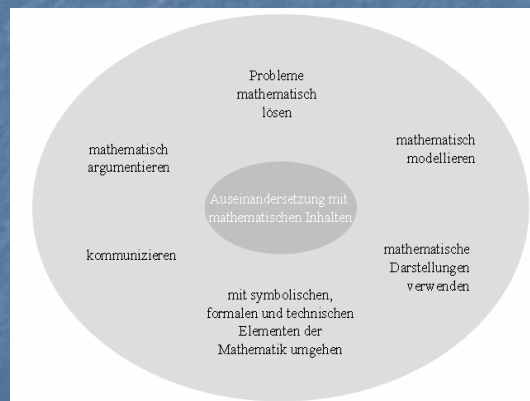 Probleme
mathematisch
lösen
mathematisch
modellieren
mathematisch
argumentieren
Auseinandersetzung mit
mathematischen Inhalten
kommunizieren
mathematische
Darstellungen
verwenden
mit symbolischen,
formalen und technischen
Elementen der
Mathematik umgehen